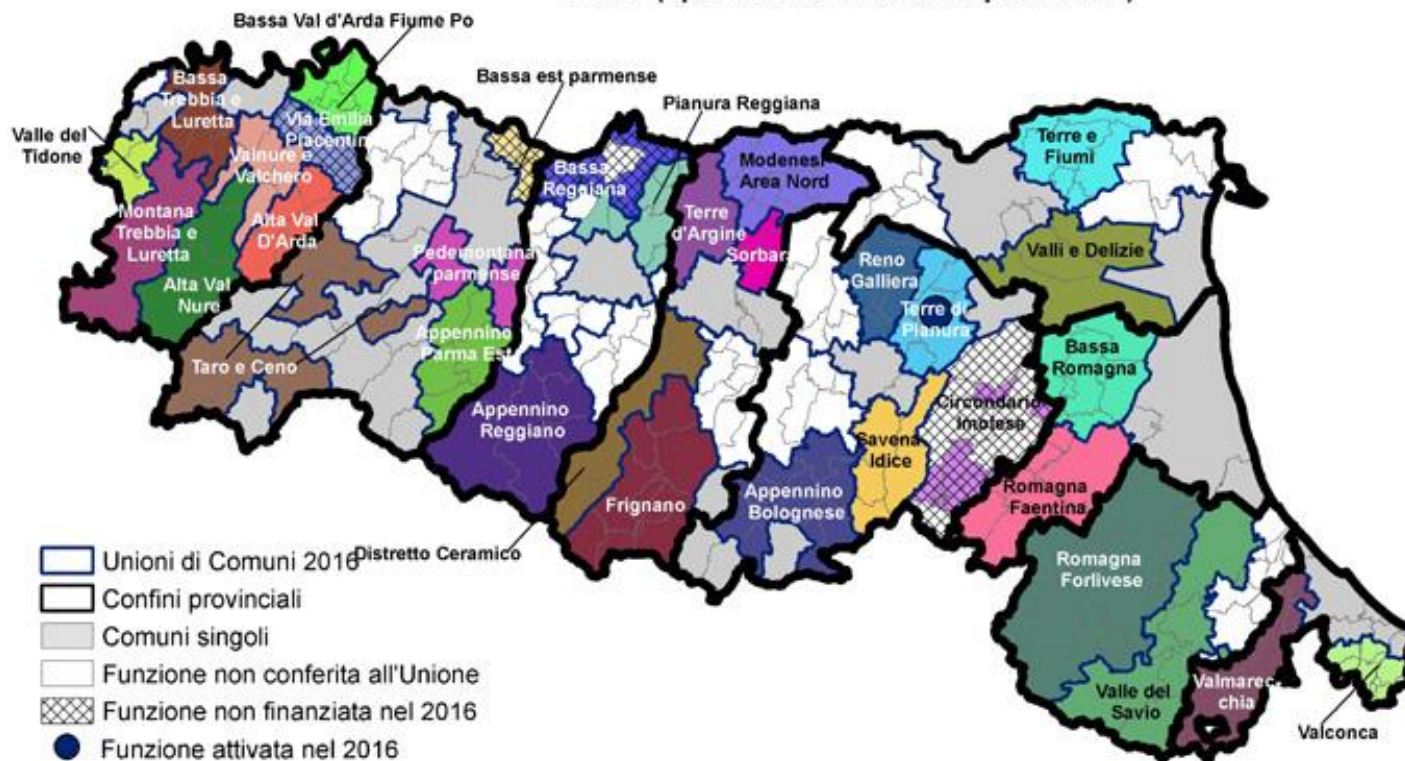 Bassa Val d'Arda Fiume Po
Bassa est parmense
Pianura Reggiana
Bassa
Trebbia e
Luretta
Via Emilia
Piacentina
Valle del
Tidone
Valnure e
Valchero
Montana
Trebbia e
Luretta
Alta Val
D'Arda
Alta Val
Nure
Pedemontana
parmense
Taro e Ceno
Appennino
Parma Est
Bassa
Reggiana
Terre
d'Argine
Modenesi
Area Nord
Sorbara
Terre e
Fiumi
Valli e Delizie
Reno
Galliera
Terre di
Pianura
Bassa
Romagna
Appennino
Reggiano
Circondario
Imolese
Savena
Idice
Frignano
Appennino
Bolognese
Romagna
Faentina
Distretto Ceramico
Romagna
Forlivese
Valle del
Savio
Valmarec-
chia
Valconca
Unioni di Comuni 2016
Confini provinciali
Comuni singoli
Funzione non conferita all'Unione
Funzione non finanziata nel 2016
Funzione attivata nel 2016